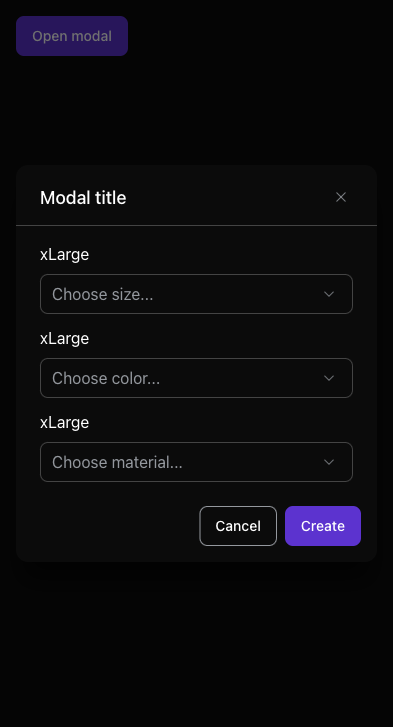 Open modal
Modal title
xLarge
Choose size...
xLarge
Choose color...
xLarge
Choose material...
Cancel Create